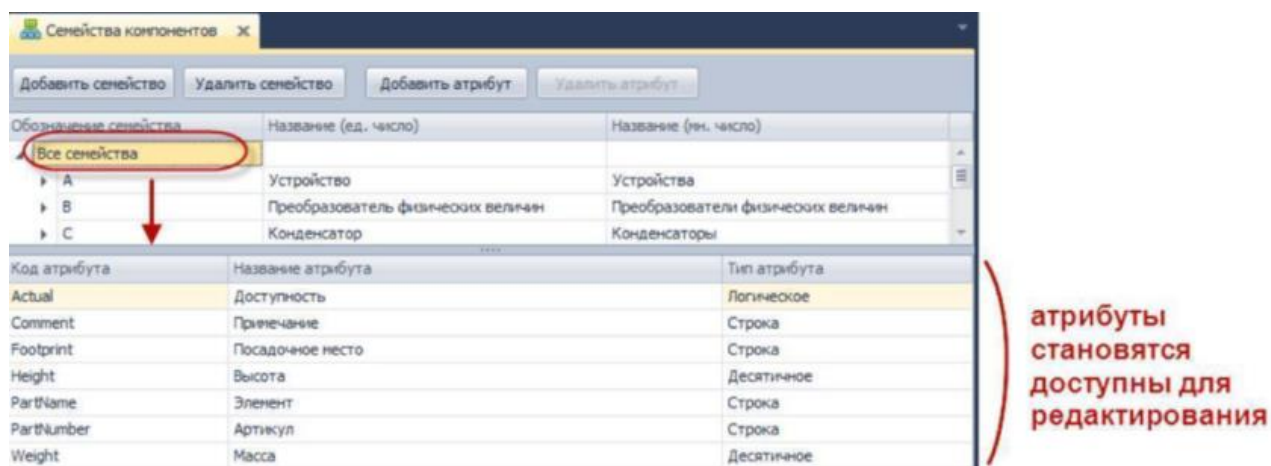 Семейства компонентов
Добавить семейство Удалить семейство Добавить атрибут Удалить атрибут
Обозначение семейства Название (ед. число) Название (мн. число)
Все семейства
A Устройство Устройства
B Преобразователь физических величин Преобразователи физических величин
C Конденсатор Конденсаторы
Код атрибута Название атрибута Тип атрибута
Actual Доступность Логическое
Comment Примечание Строка
Footprint Посадочное место Строка
Height Высота Десятичное
PartName Элемент Строка
PartNumber Артикул Строка
Weight Масса Десятичное
атрибуты
становятся
доступны для
редактирования